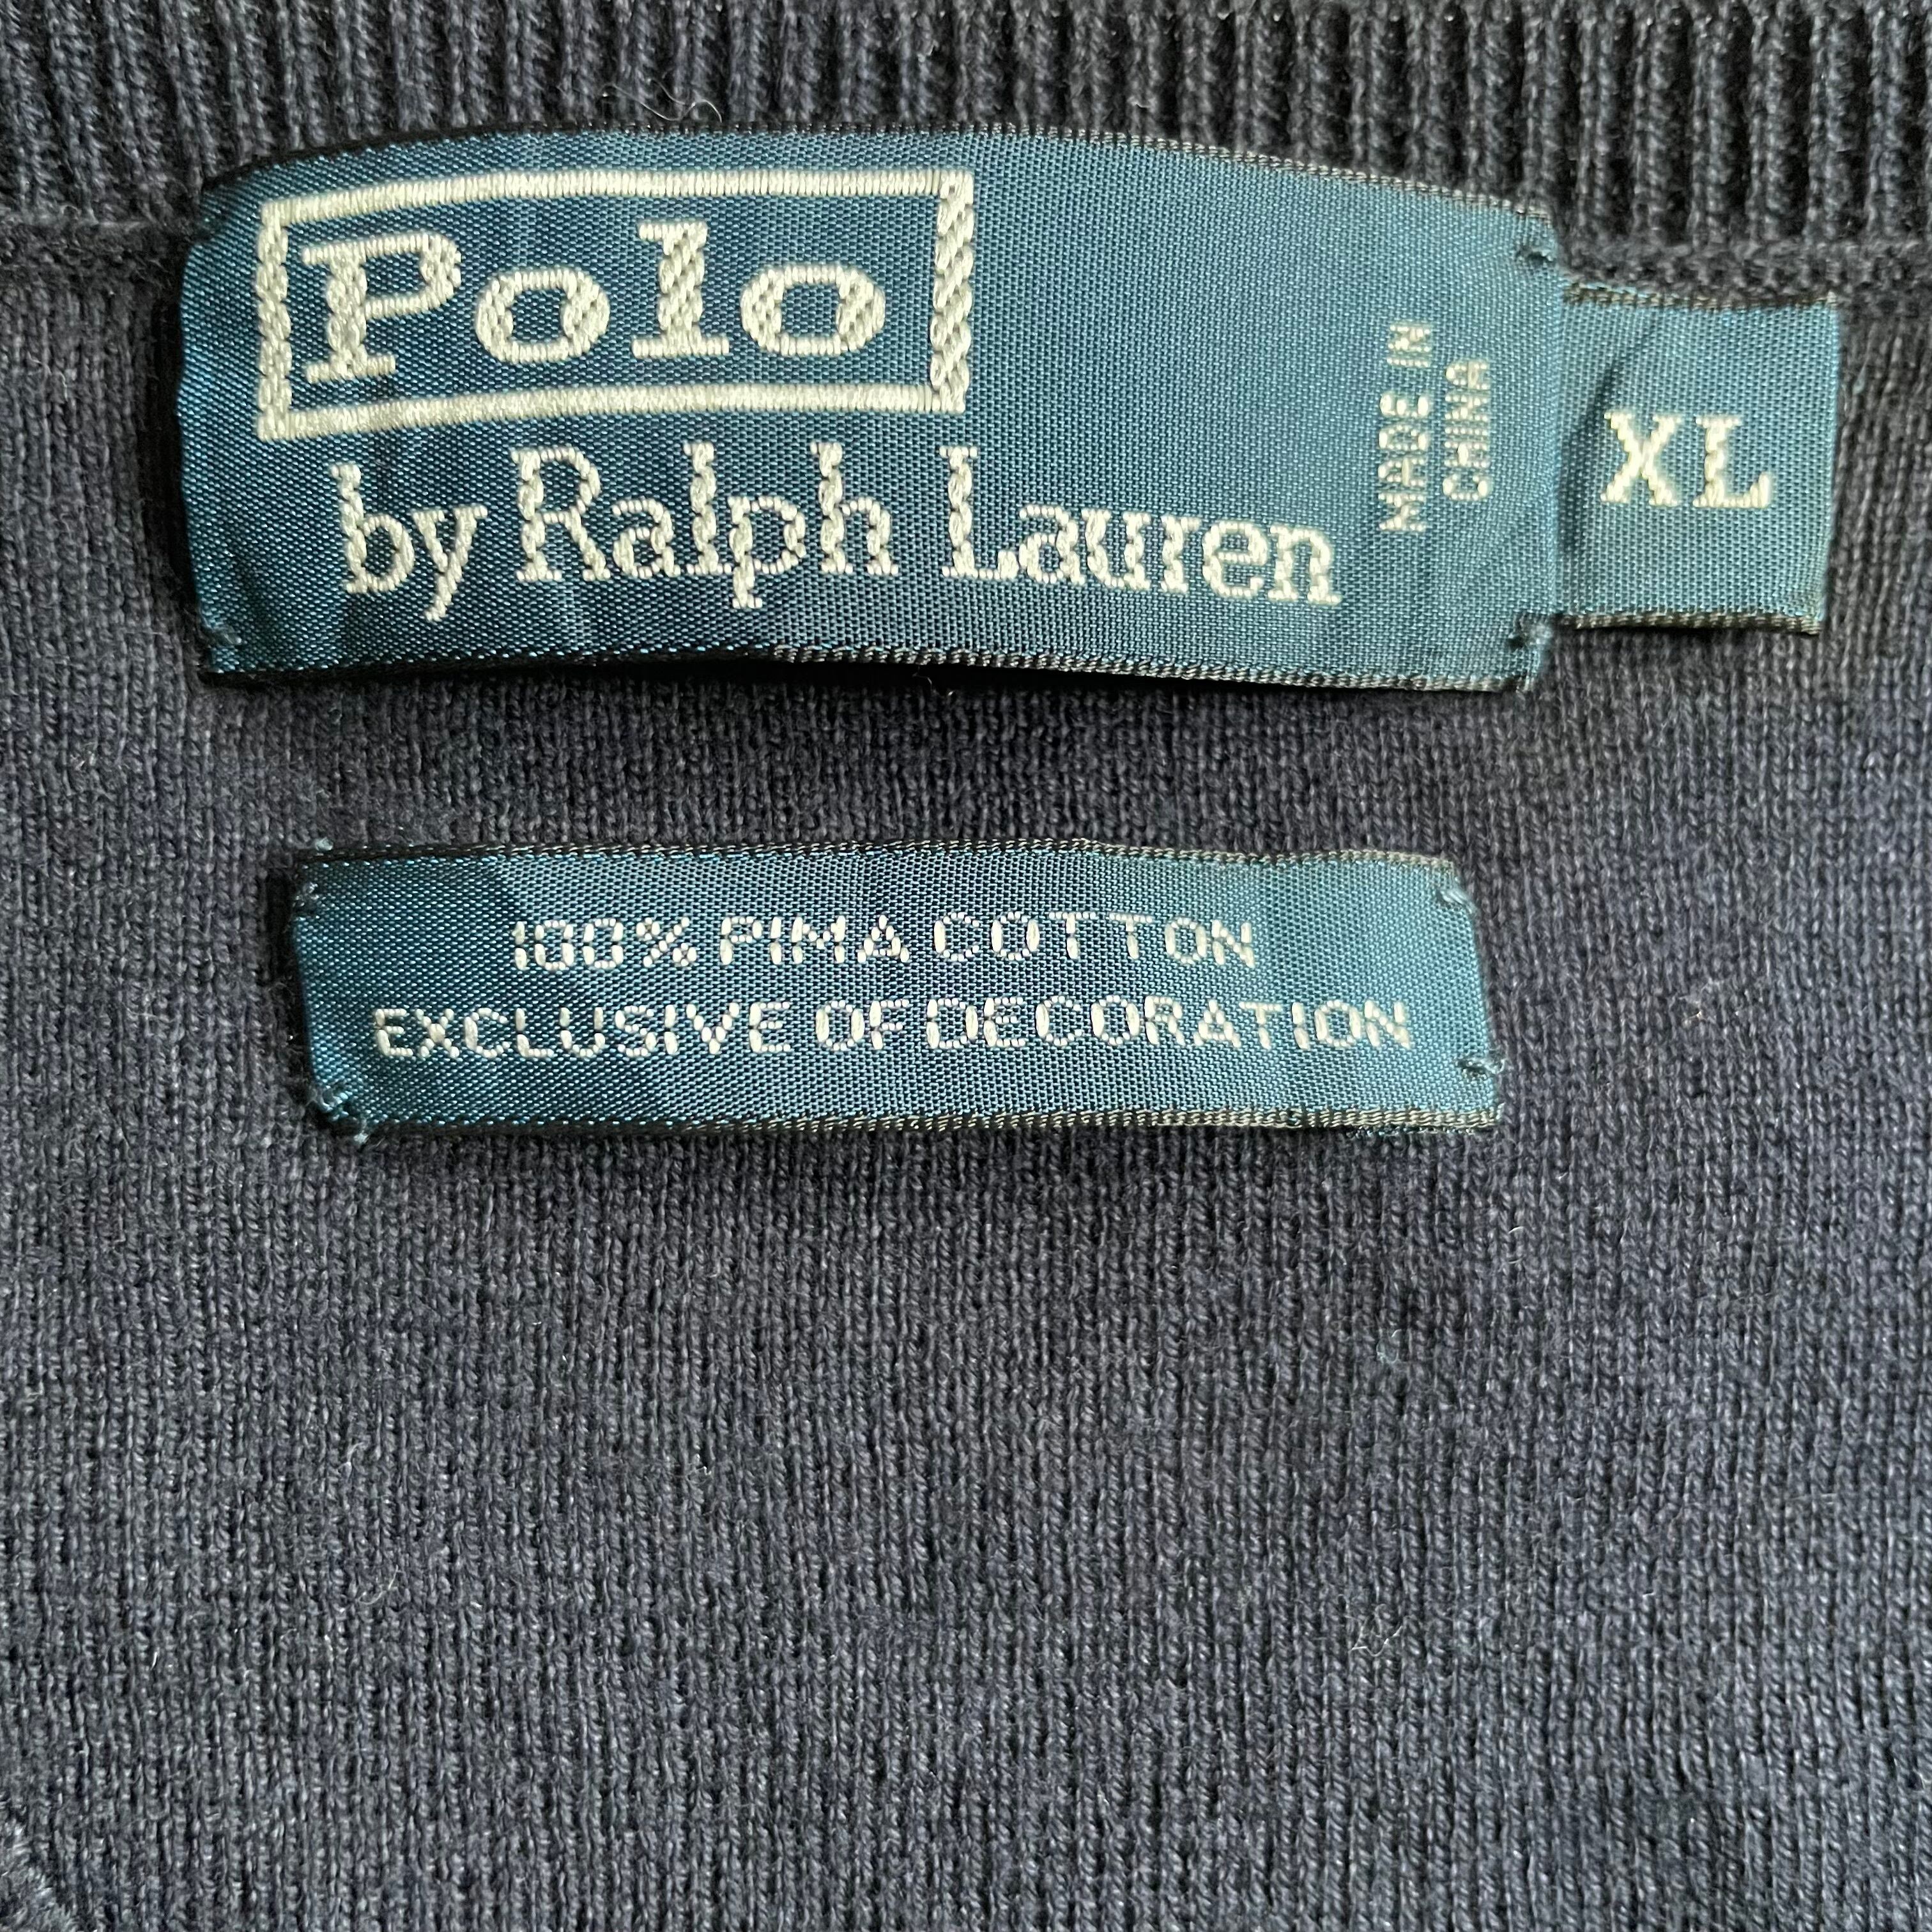 Polo
by Ralph Lauren
MADE IN
CHINA
XL
100% PIMA COTTON
EXCLUSIVE OF DECORATION